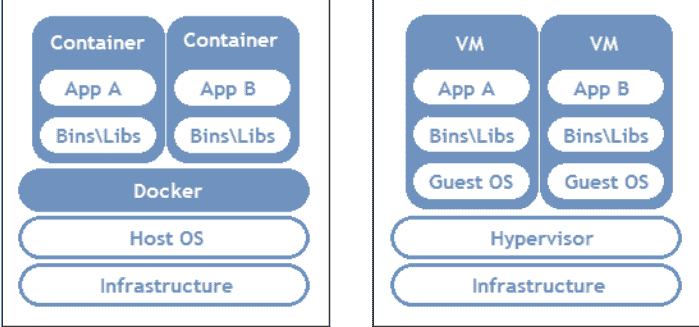 Container
App A
Bins\Libs
Container
App B
Bins\Libs
Docker
Host OS
Infrastructure
VM
App A
Bins\Libs
Guest OS
VM
App B
Bins\Libs
Guest OS
Hypervisor
Infrastructure